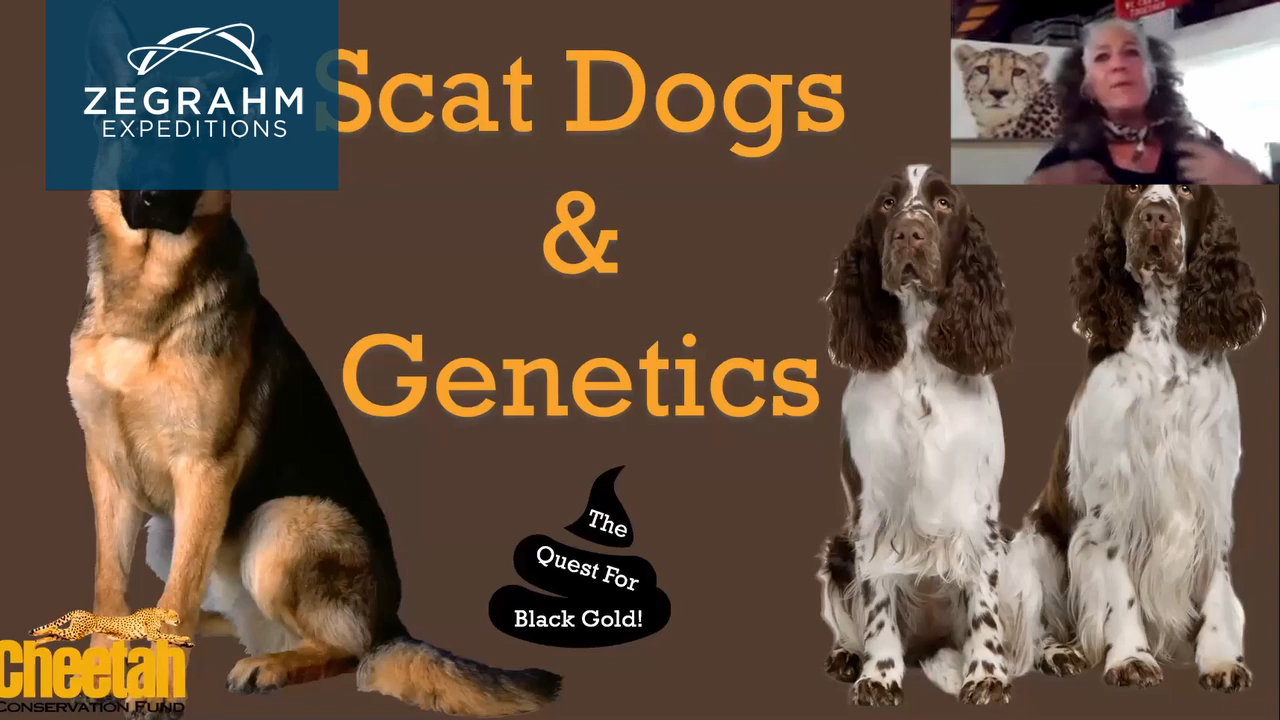 ZEGRAHM
EXPEDITIONS
Scat Dogs
&
Genetics
The
Quest For
Black Gold!
Cheetah
CONSERVATION FUND